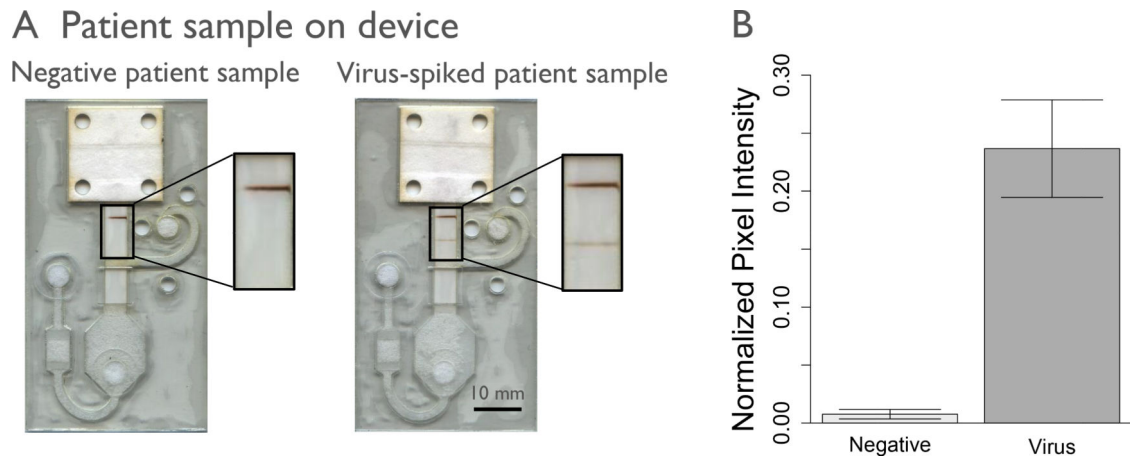 A Patient sample on device
Negative patient sample
Virus-spiked patient sample
10 mm
B
Normalized Pixel Intensity
0.30
0.20
0.10
0.00
Negative
Virus